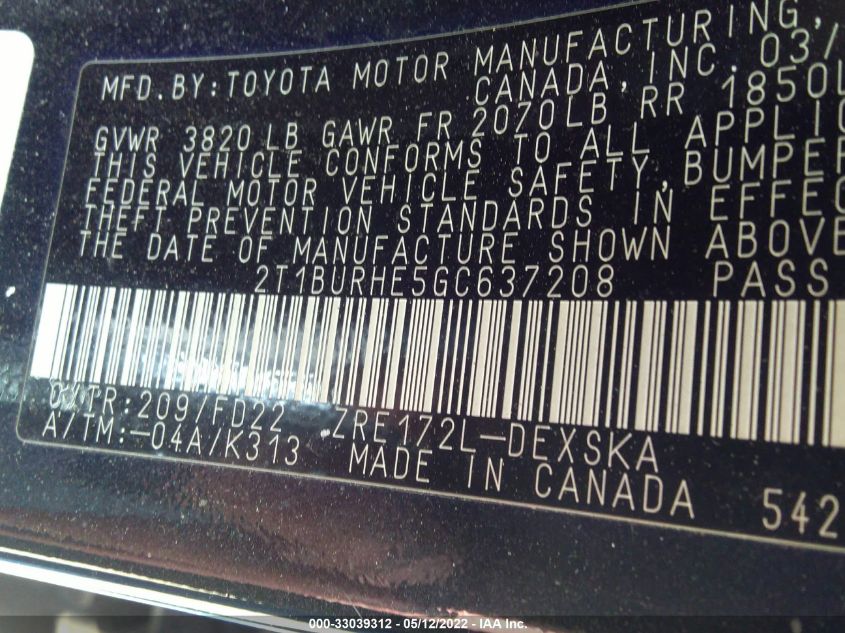 MFD.BY:TOYOTA MOTOR MANUFACTURING,
CANADA, INC. 03/
GVWR 3820 LB GAWR FR 2070LB RR 1850L
THIS VEHICLE CONFORMS TO ALL APPLIC
FEDERAL MOTOR VEHICLE SAFETY, BUMPER
THEFT PREVENTION STANDARDS IN EFFEC
THE DATE OF MANUFACTURE SHOWN ABOVE
2T1BURHE5GC637208 PASS
C/TR:209/FD22 ZRE172L-DEXSKA
A/TM:-04A/K313 MADE IN CANADA 542
000-33039312 - 05/12/2022 - IAA Inc.